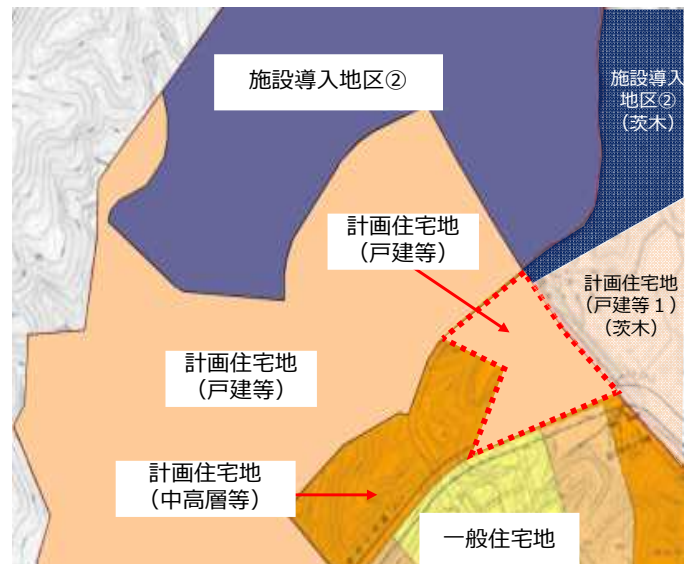 施設導入地区②
施設導入
地区②
（茨木）
計画住宅地
（戸建等）
計画住宅地
（戸建等１）
（茨木）
計画住宅地
（戸建等）
計画住宅地
（中高層等）
一般住宅地